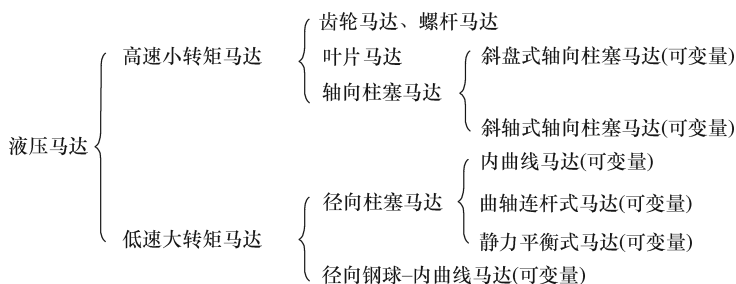 齿轮马达、螺杆马达
高速小转矩马达
叶片马达
斜盘式轴向柱塞马达(可变量)
轴向柱塞马达
斜轴式轴向柱塞马达(可变量)
液压马达
内曲线马达(可变量)
径向柱塞马达
曲轴连杆式马达(可变量)
低速大转矩马达
静力平衡式马达(可变量)
径向钢球–内曲线马达(可变量)